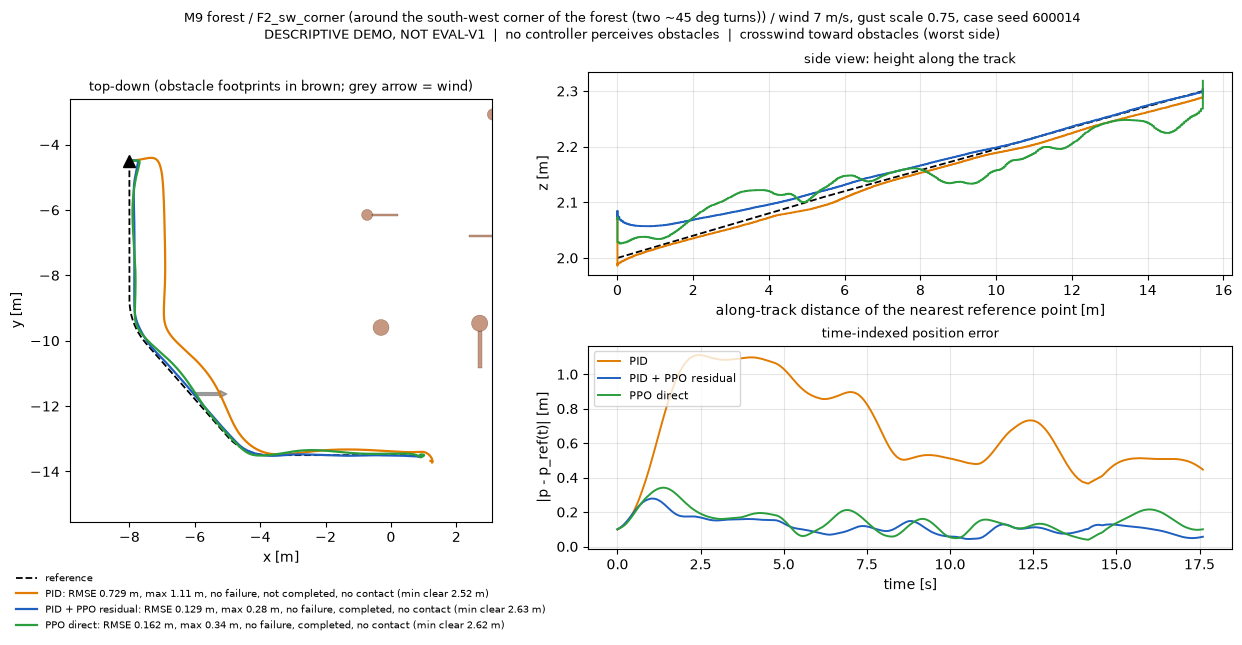 M9 forest / F2_sw_corner (around the south-west corner of the forest (two ~45 deg turns)) / wind 7 m/s, gust scale 0.75, case seed 600014
DESCRIPTIVE DEMO, NOT EVAL-V1 | no controller perceives obstacles | crosswind toward obstacles (worst side)
top-down (obstacle footprints in brown; grey arrow = wind)
−4
−6
−8
−10
−12
−14
y [m]
−8
−6
−4
−2
0
2
x [m]
reference
PID: RMSE 0.729 m, max 1.11 m, no failure, not completed, no contact (min clear 2.52 m)
PID + PPO residual: RMSE 0.129 m, max 0.28 m, no failure, completed, no contact (min clear 2.63 m)
PPO direct: RMSE 0.162 m, max 0.34 m, no failure, completed, no contact (min clear 2.62 m)
side view: height along the track
2.3
2.2
2.1
2.0
z [m]
0
2
4
6
8
10
12
14
16
along-track distance of the nearest reference point [m]
time-indexed position error
PID
PID + PPO residual
PPO direct
1.0
0.8
0.6
0.4
0.2
0.0
|p - p_ref(t)| [m]
0.0
2.5
5.0
7.5
10.0
12.5
15.0
17.5
time [s]